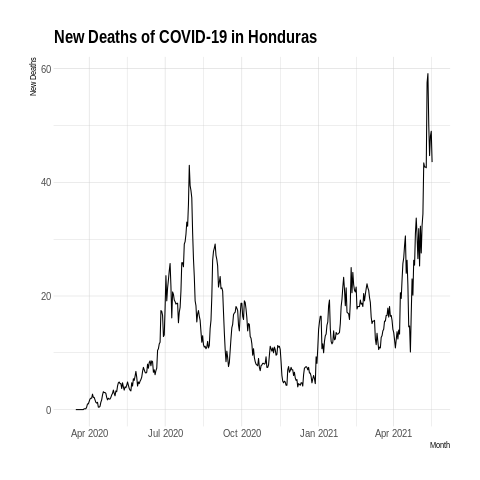 New Deaths of COVID-19 in Honduras
New Deaths
60
40
20
0
Apr 2020 Jul 2020 Oct 2020 Jan 2021 Apr 2021
Month